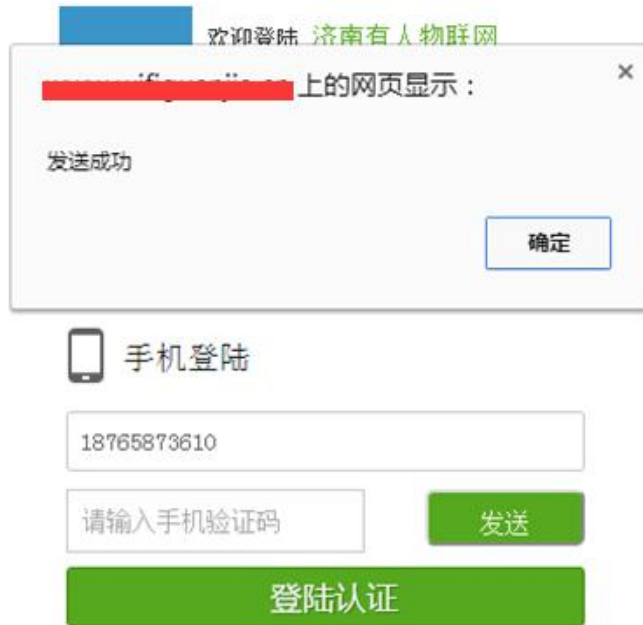 欢迎登陆 济南有人物联网
上的网页显示：
×
发送成功
确定
手机登陆
18765873610
请输入手机验证码
发送
登陆认证